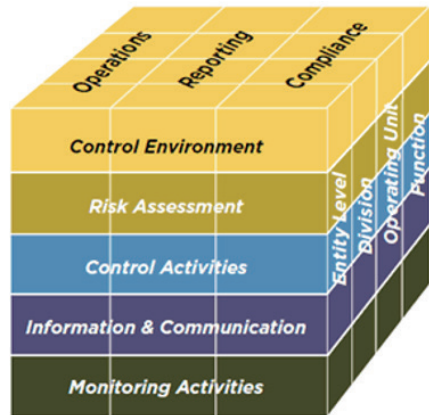 Operations
Reporting
Compliance
Control Environment
Risk Assessment
Control Activities
Information & Communication
Monitoring Activities
Entity Level
Division
Operating Unit
Function